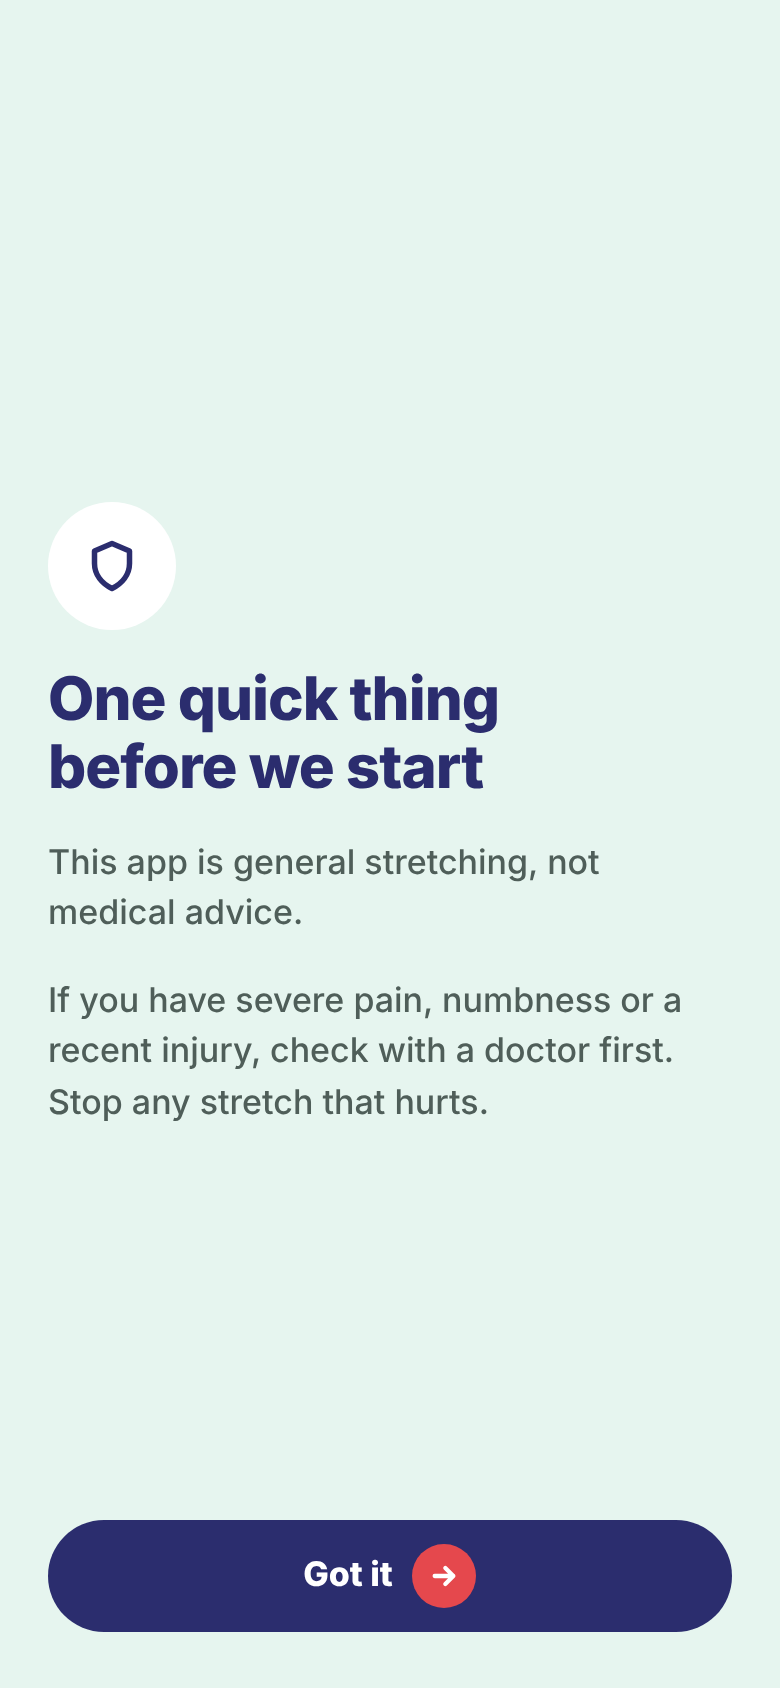 One quick thing
before we start
This app is general stretching, not
medical advice.
If you have severe pain, numbness or a
recent injury, check with a doctor first.
Stop any stretch that hurts.
Got it